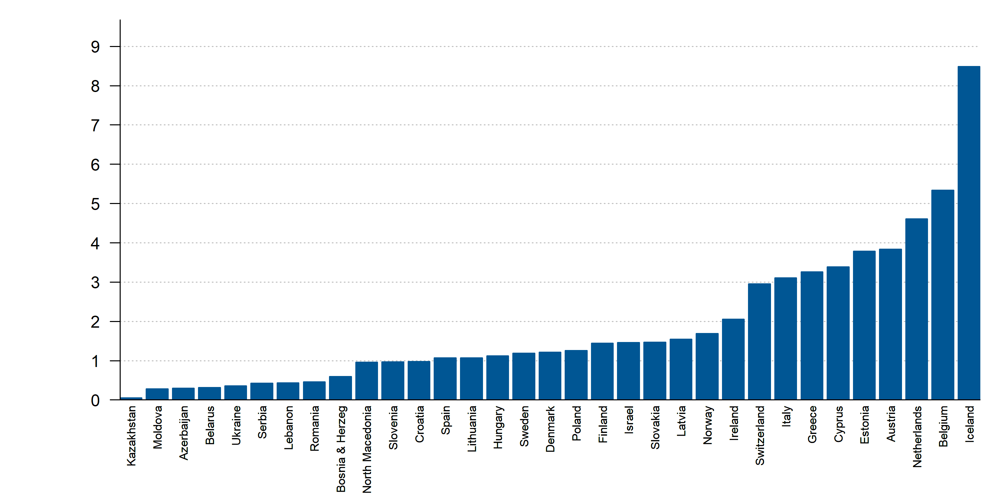 9
8
7
6
5
4
3
2
1
0
Kazakhstan
Moldova
Azerbaijan
Belarus
Ukraine
Serbia
Lebanon
Romania
Bosnia & Herzeg
North Macedonia
Slovenia
Croatia
Spain
Lithuania
Hungary
Sweden
Denmark
Poland
Finland
Israel
Slovakia
Latvia
Norway
Ireland
Switzerland
Italy
Greece
Cyprus
Estonia
Austria
Netherlands
Belgium
Iceland